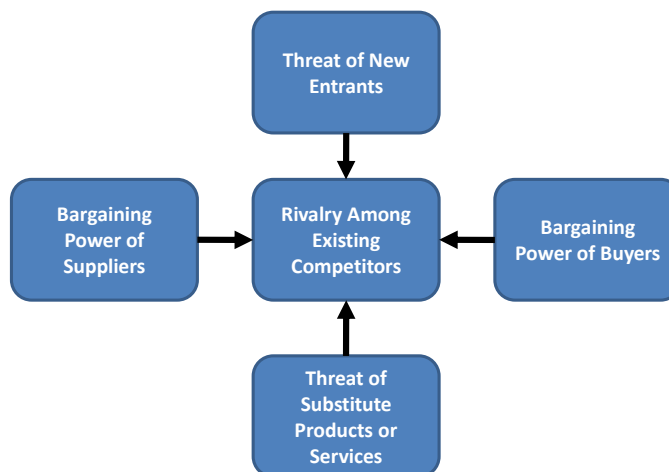 Threat of New
Entrants
Bargaining
Power of
Suppliers
Rivalry Among
Existing
Competitors
Bargaining
Power of Buyers
Threat of
Substitute
Products or
Services